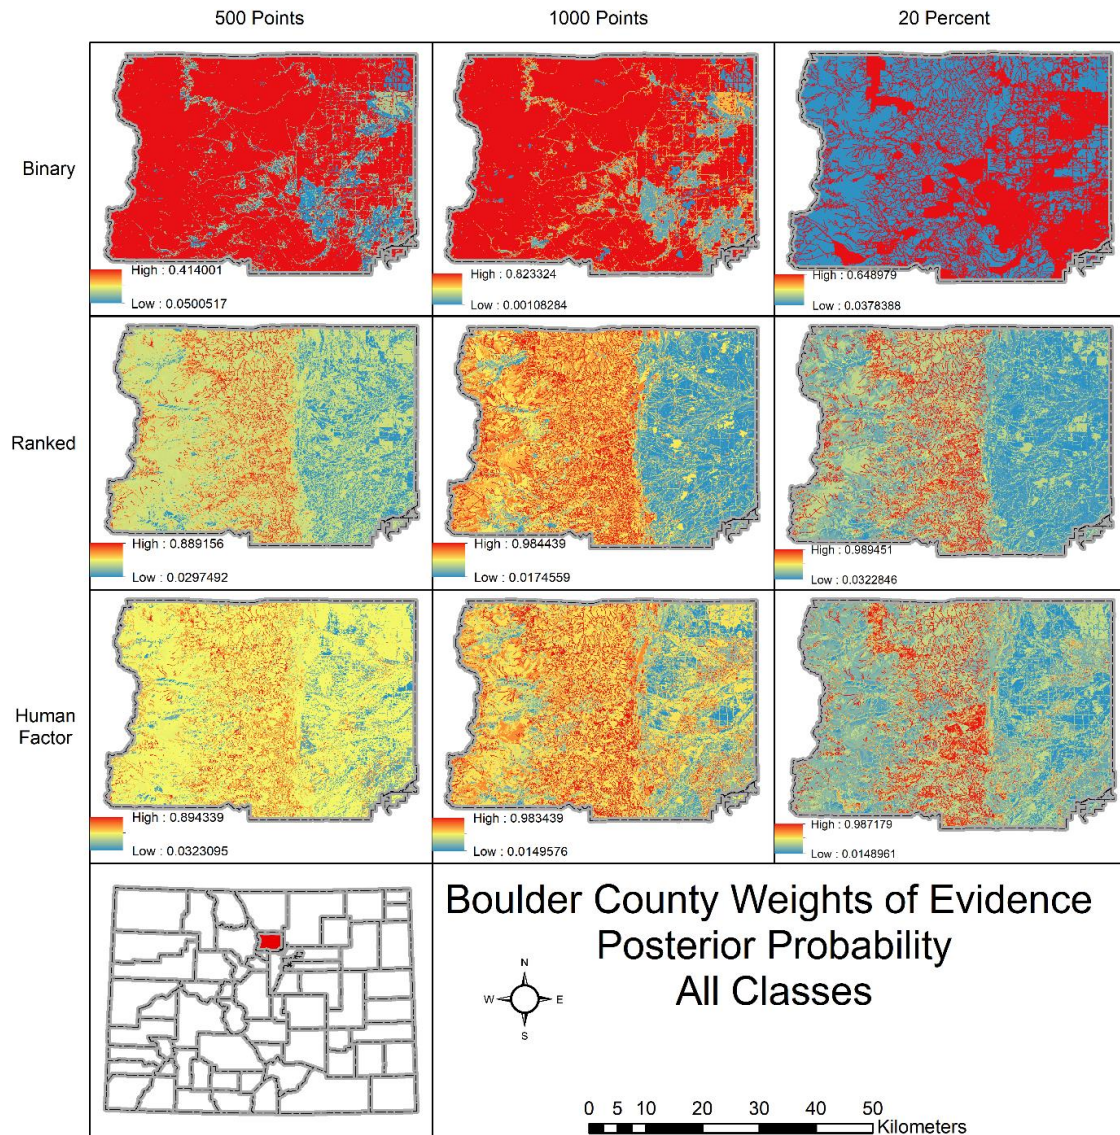 500 Points
1000 Points
20 Percent
Binary
High : 0.414001
Low : 0.0500517
High : 0.823324
Low : 0.00108284
High : 0.648979
Low : 0.0378388
Ranked
High : 0.889156
Low : 0.0297492
High : 0.984439
Low : 0.0174559
High : 0.989451
Low : 0.0322846
Human
Factor
High : 0.894339
Low : 0.0323095
High : 0.983439
Low : 0.0149576
High : 0.987179
Low : 0.0148961
Boulder County Weights of Evidence
Posterior Probability
All Classes
N
W E
S
0 5 10 20 30 40 50
Kilometers